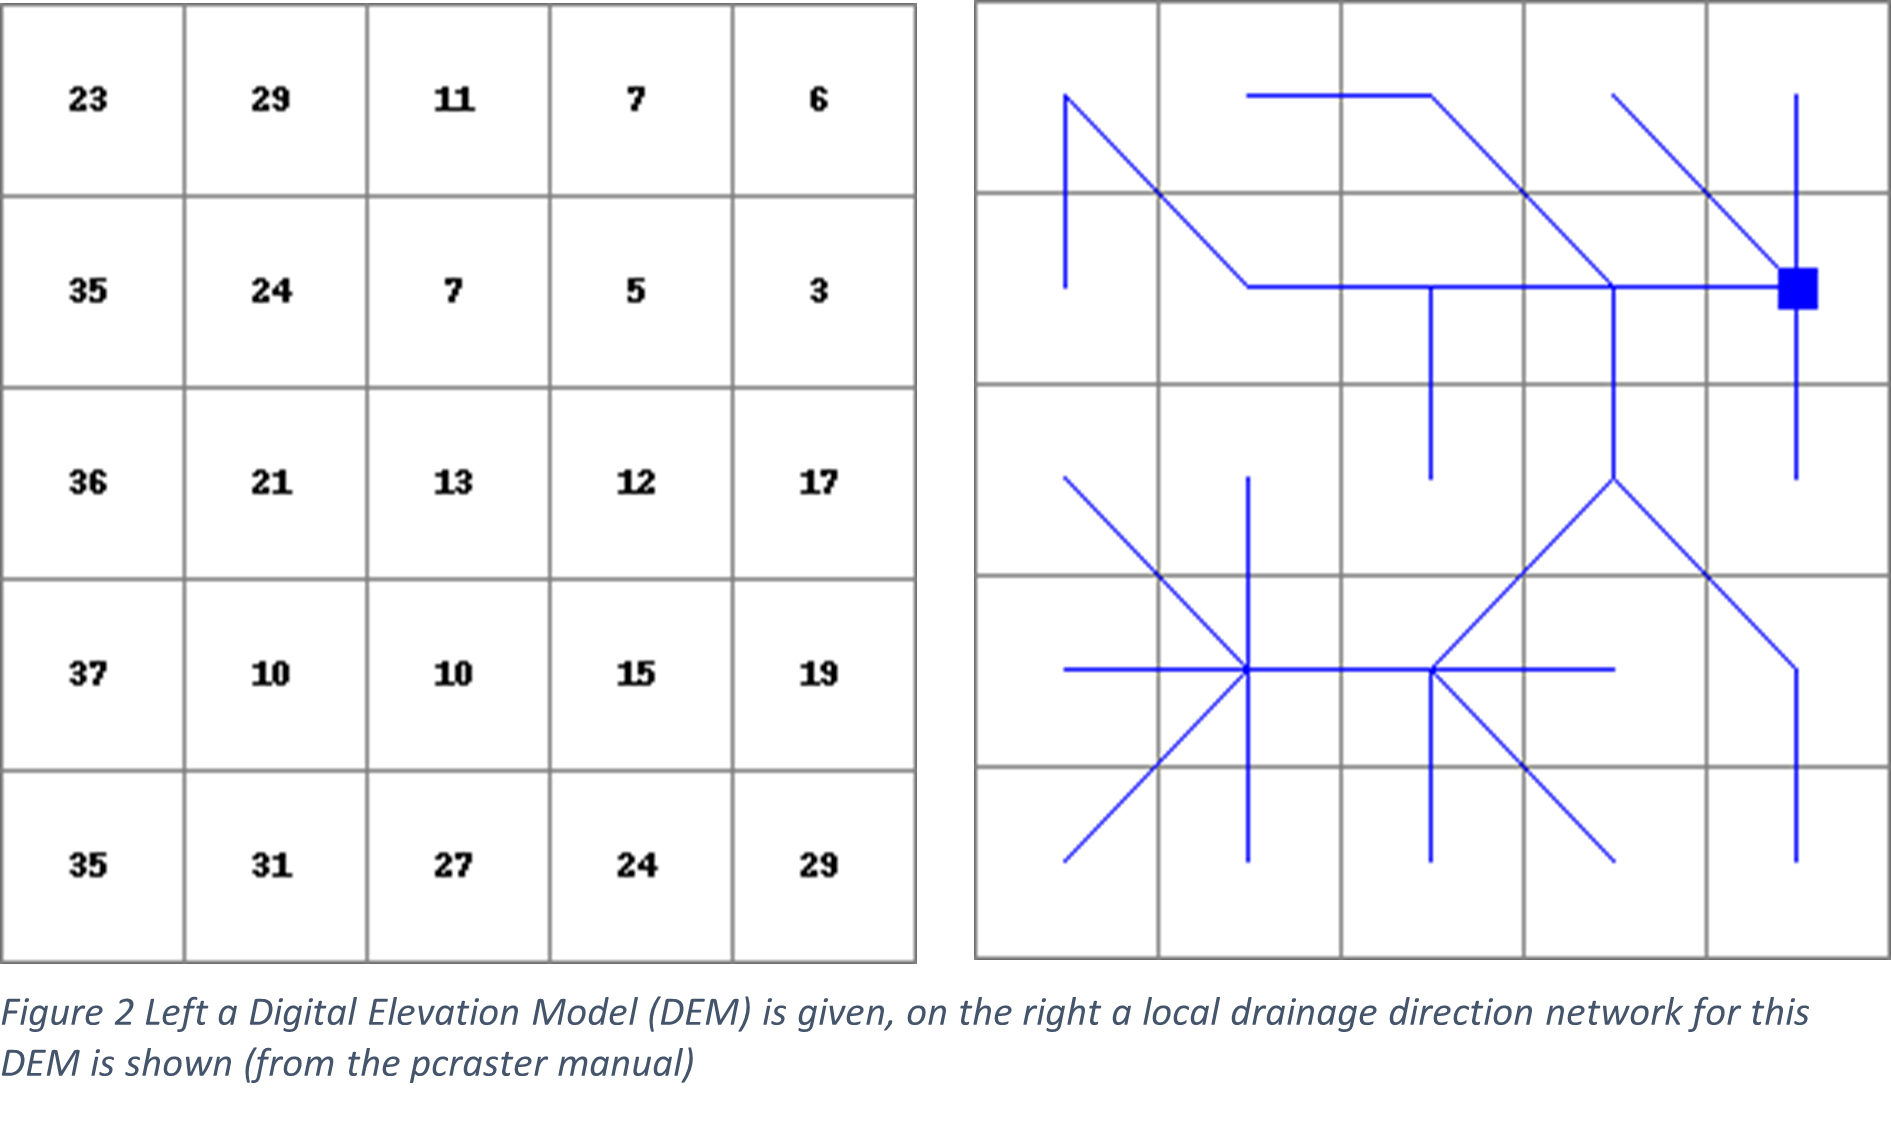 23 29 11 7 6
35 24 7 5 3
36 21 13 12 17
37 10 10 15 19
35 31 27 24 29
Figure 2 Left a Digital Elevation Model (DEM) is given, on the right a local drainage direction network for this
DEM is shown (from the pcraster manual)